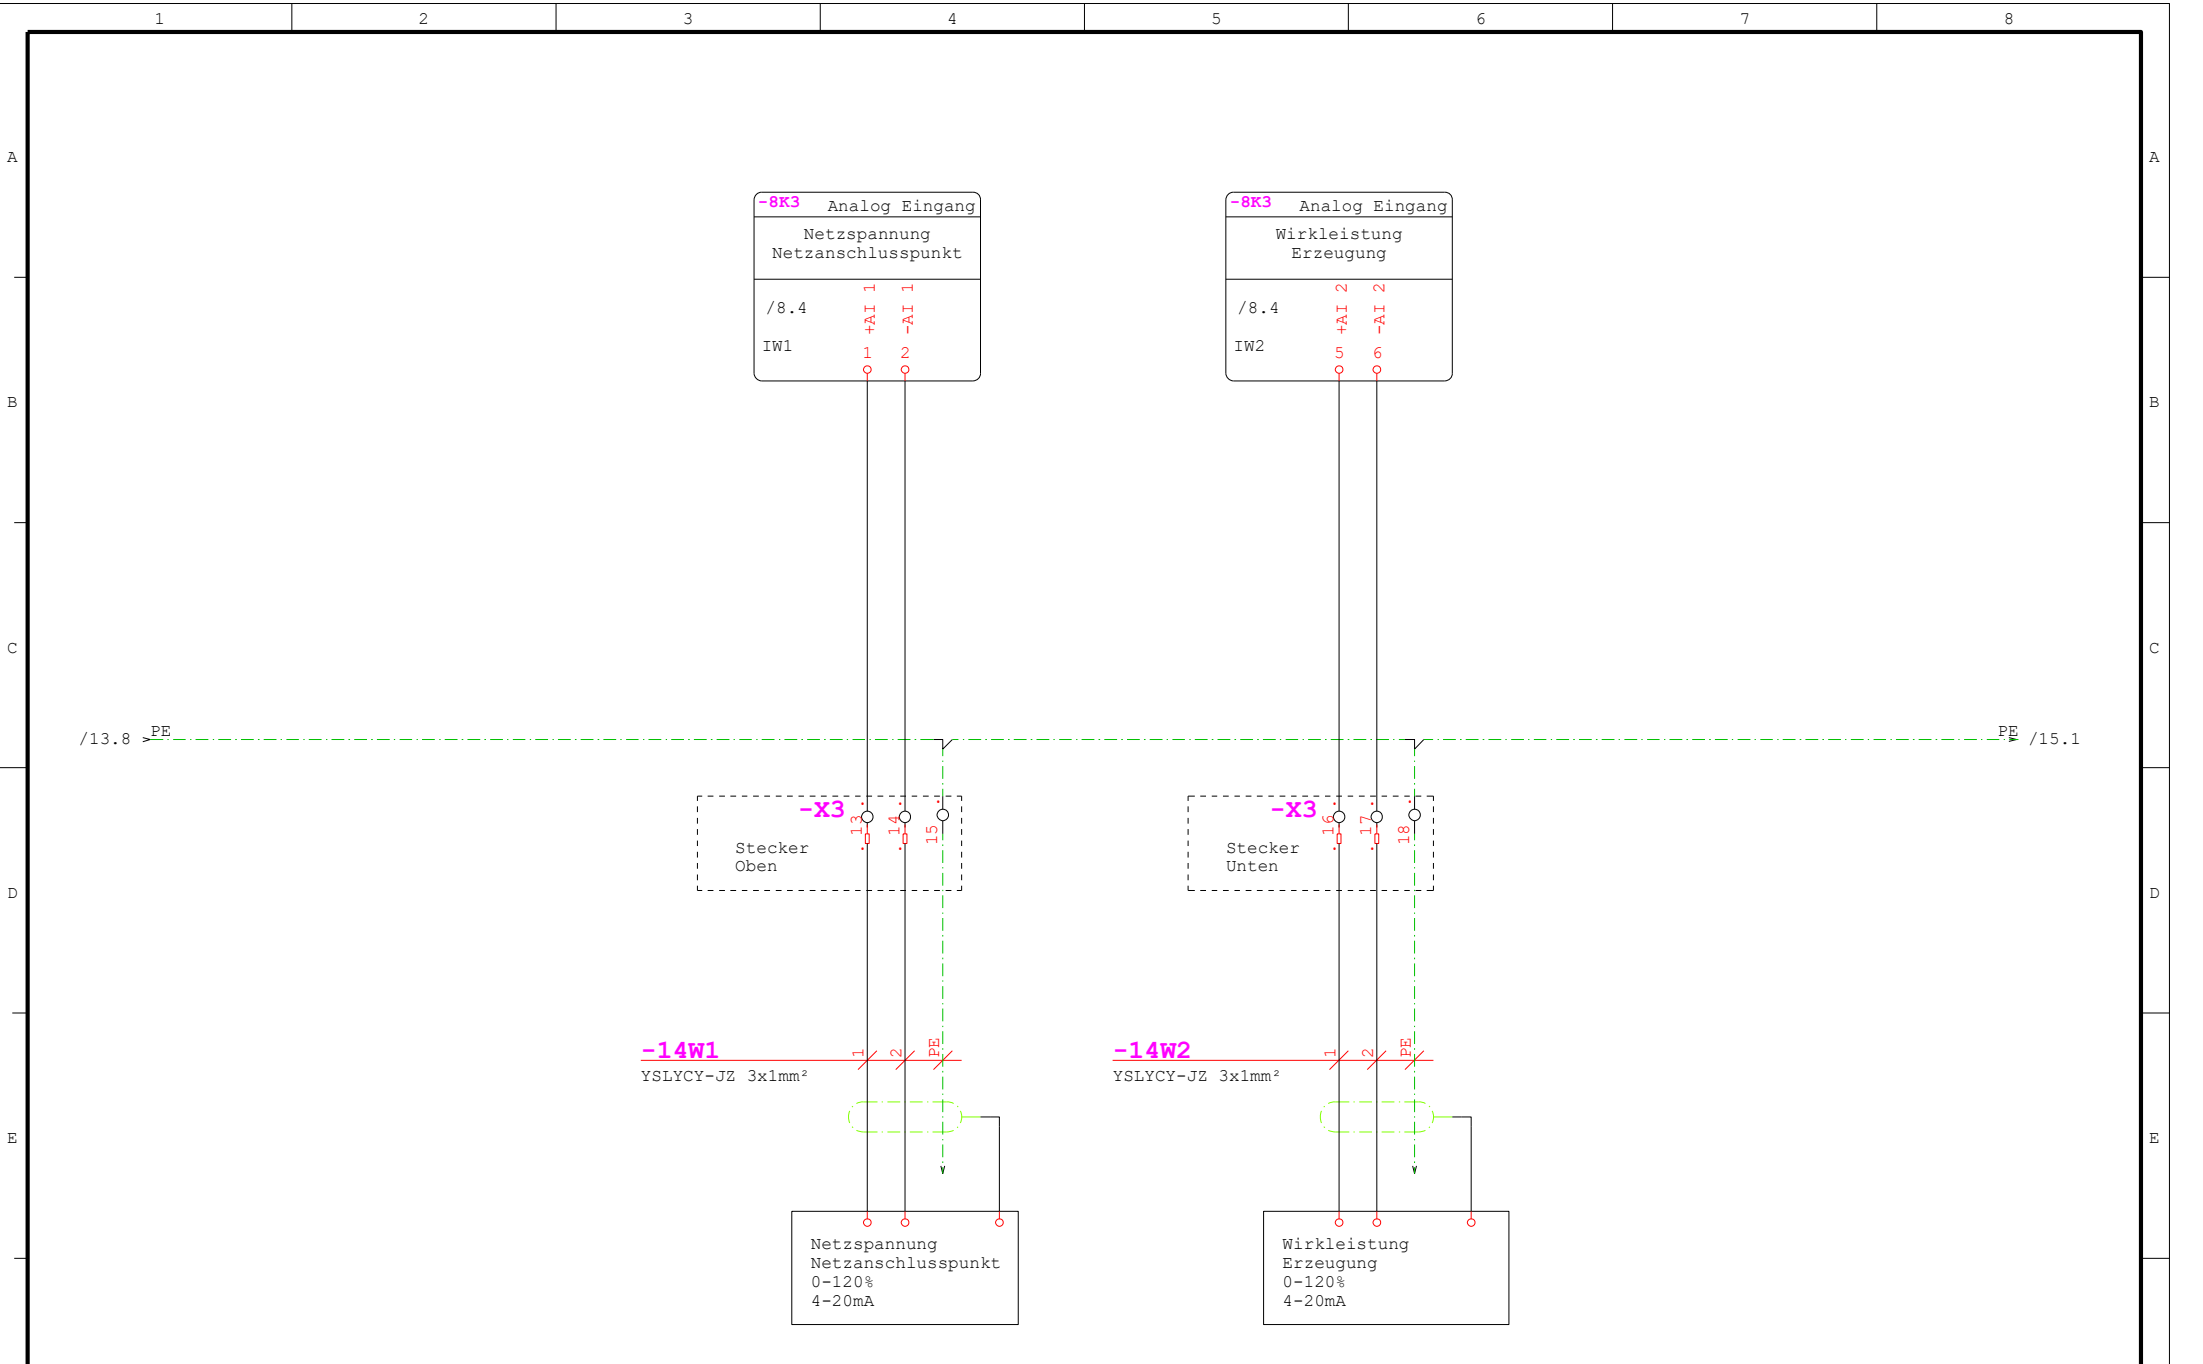 1 2 3 4 5 6 7 8
A A
-8K3 Analog Eingang
Netzspannung
Netzanschlusspunkt
/8.4
IW1
+AI 1
-AI 1
1 2
-8K3 Analog Eingang
Wirkleistung
Erzeugung
/8.4
IW2
+AI 2
-AI 2
5 6
B B
C C
/13.8 PE
PE /15.1
-X3
13 14 15
Stecker
Oben
-X3
16 17 18
Stecker
Unten
D D
-14W1
1 2 PE
YSLYCY-JZ 3x1mm²
-14W2
1 2 PE
YSLYCY-JZ 3x1mm²
E E
Netzspannung
Netzanschlusspunkt
0-120%
4-20mA
Wirkleistung
Erzeugung
0-120%
4-20mA